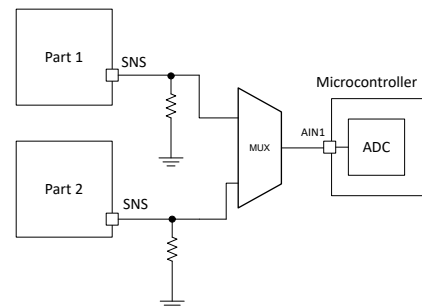 Part 1
SNS
Microcontroller
MUX
AIN1
ADC
Part 2
SNS